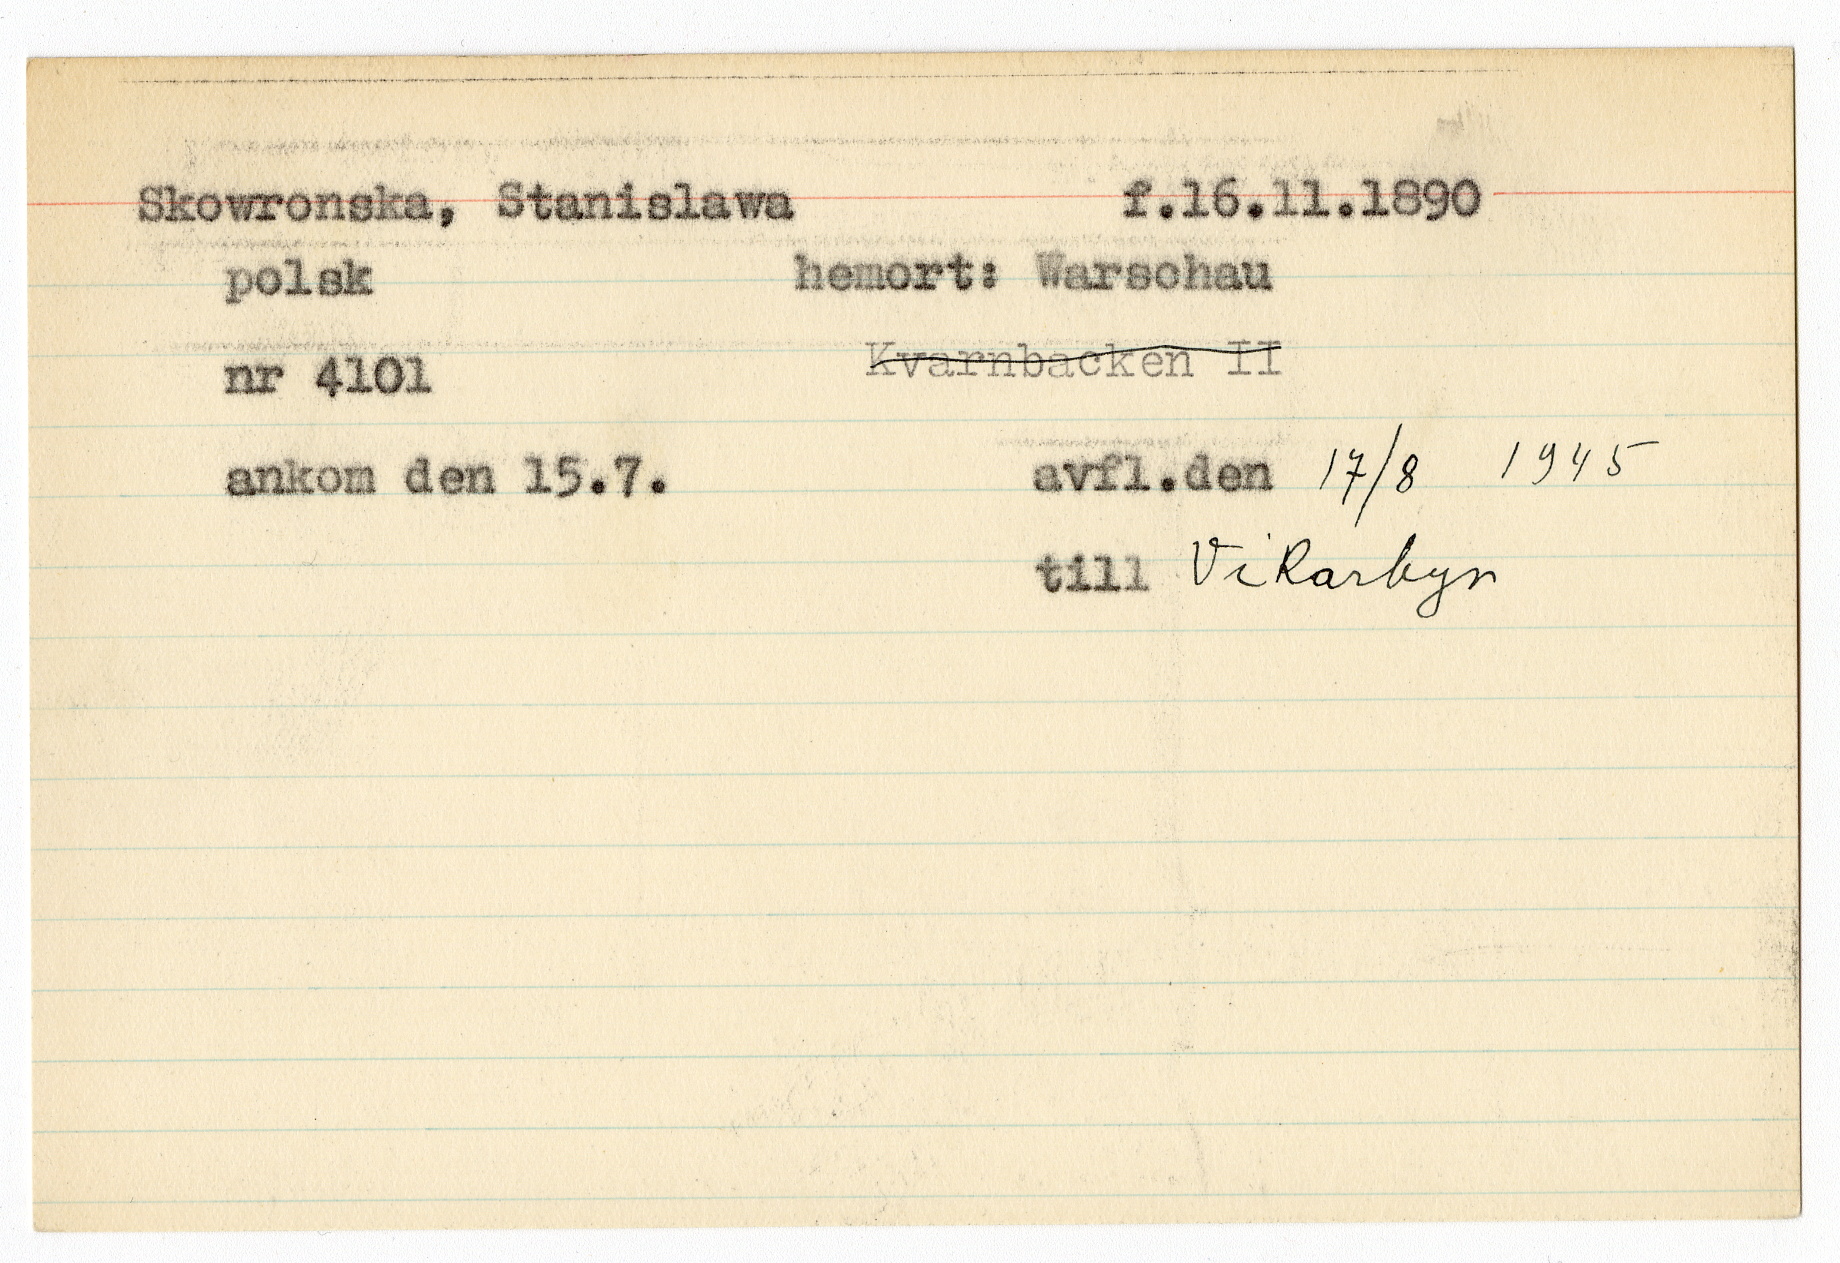 Skowronska, Stanislawa f.16.11.1890
polsk hemort: Warschau
nr 4101 Kvarnbacken II
ankom den 15.7. avfl.den 17/8 1945
till Vikarbyn